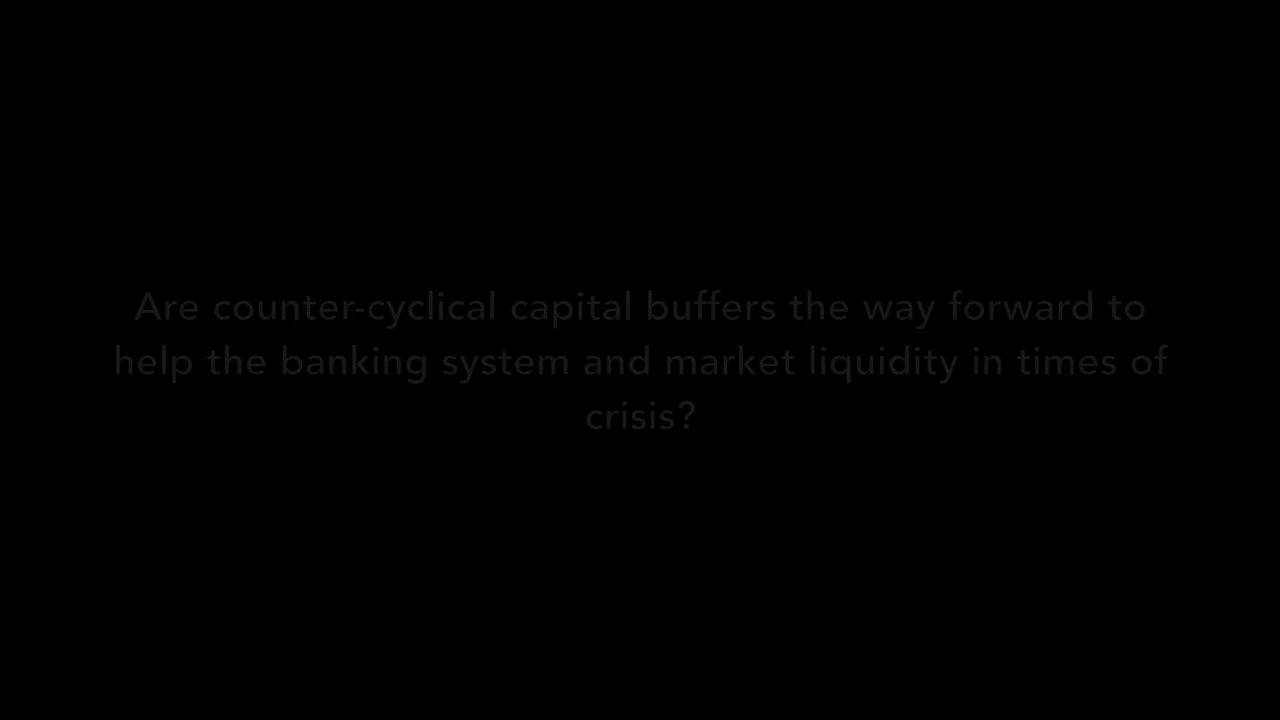 Are counter-cyclical capital buffers the way forward to
help the banking system and market liquidity in times of
crisis?